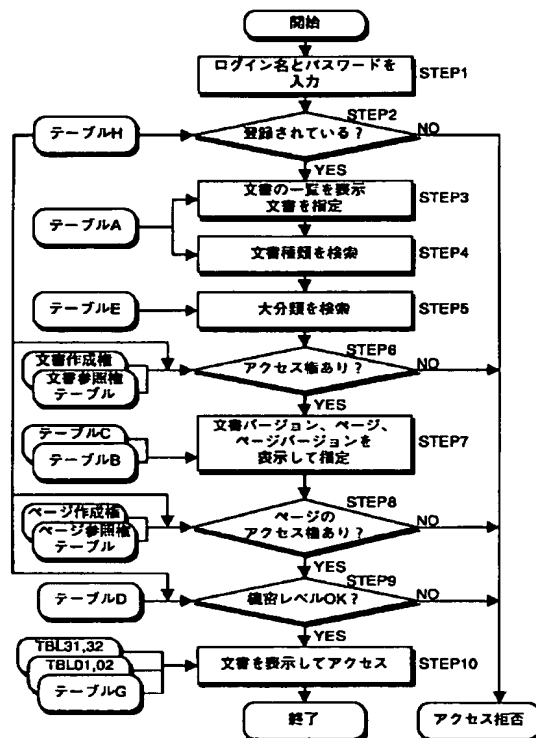 開始
ログイン名とパスワードを
入力
STEP1
STEP2
テーブルH
登録されている?
NO
YES
文書の一覧を表示
文書を指定
STEP3
テーブルA
文書種類を検索
STEP4
テーブルE
大分類を検索
STEP5
STEP6
文書作成権
文書参照権
テーブル
アクセス権あり?
NO
YES
文書バージョン、ページ、
ページバージョンを
表示して指定
STEP7
テーブルC
テーブルB
STEP8
ページ作成権
ページ参照権
テーブル
ページの
アクセス権あり?
NO
YES
STEP9
テーブルD
機密レベルOK?
NO
YES
TBL31,32
TBL01,02
テーブルG
文書を表示してアクセス
STEP10
終了
アクセス拒否